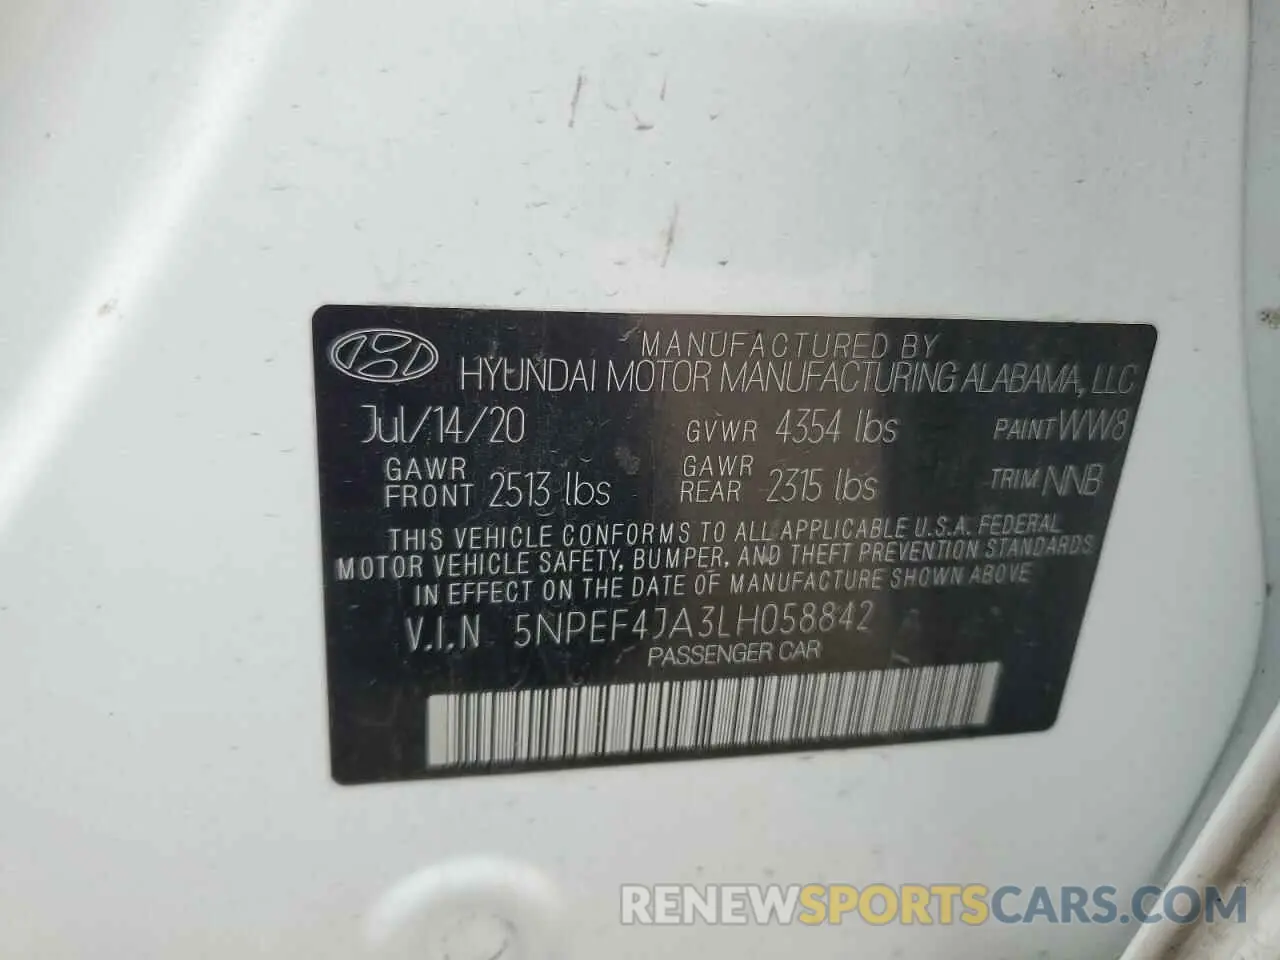 MANUFACTURED BY
HYUNDAI MOTOR MANUFACTURING ALABAMA, LLC
Jul/14/20 GVWR 4354 lbs PAINT WW8
GAWR FRONT 2513 lbs GAWR REAR 2315 lbs TRIM NNB
THIS VEHICLE CONFORMS TO ALL APPLICABLE U.S.A. FEDERAL
MOTOR VEHICLE SAFETY, BUMPER, AND THEFT PREVENTION STANDARDS
IN EFFECT ON THE DATE OF MANUFACTURE SHOWN ABOVE
V.I.N 5NPEF4JA3LH058842
PASSENGER CAR
RENEWSPORTSCARS.COM